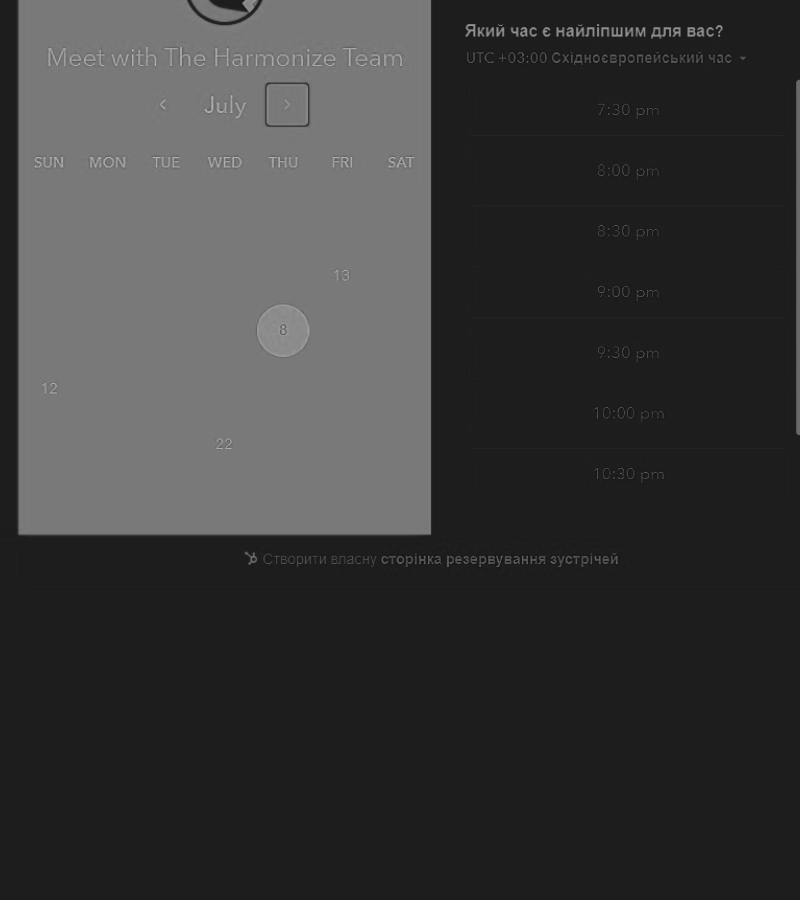 Meet with The Harmonize Team
July
SUN MON TUE WED THU FRI SAT
13
8
12
22
Який час є найліпшим для вас?
UTC +03:00 Східноєвропейський час
7:30 pm
8:00 pm
8:30 pm
9:00 pm
9:30 pm
10:00 pm
10:30 pm
Створити власну сторінка резервування зустрічей